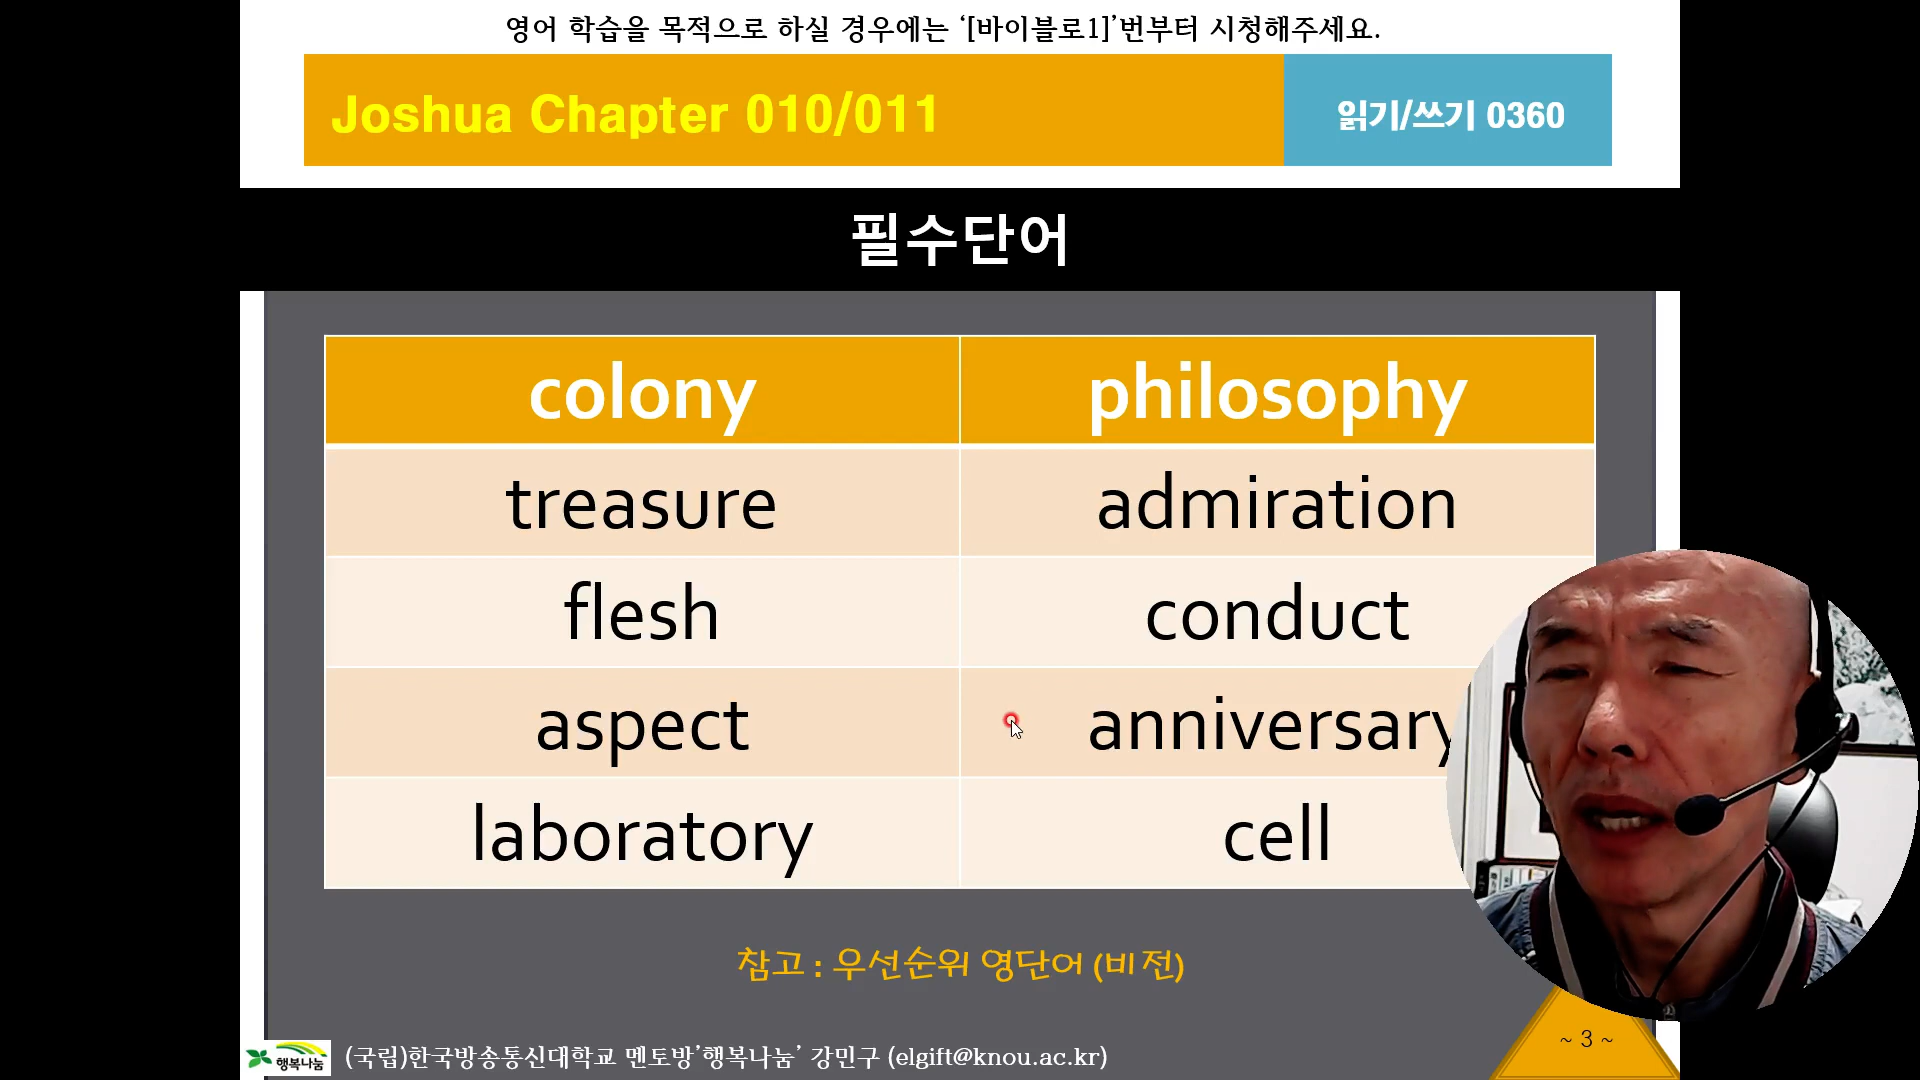 영어 학습을 목적으로 하실 경우에는 ‘[바이블로1]’번부터 시청해주세요.
Joshua Chapter 010/011
읽기/쓰기 0360
필수단어
colony philosophy
treasure admiration
flesh conduct
aspect anniversary
laboratory cell
참고 : 우선순위 영단어 (비전)
~ 3 ~
행복나눔
(국립)한국방송통신대학교 멘토방’행복나눔’ 강민구 (elgift@knou.ac.kr)